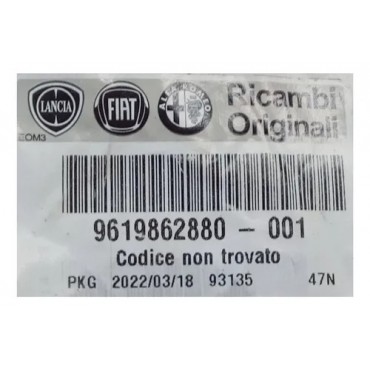 LANCIA FIAT ALFA ROMEO Ricambi
Originali
9619862880 - 001
Codice non trovato
PKG 2022/03/18 93135 47N